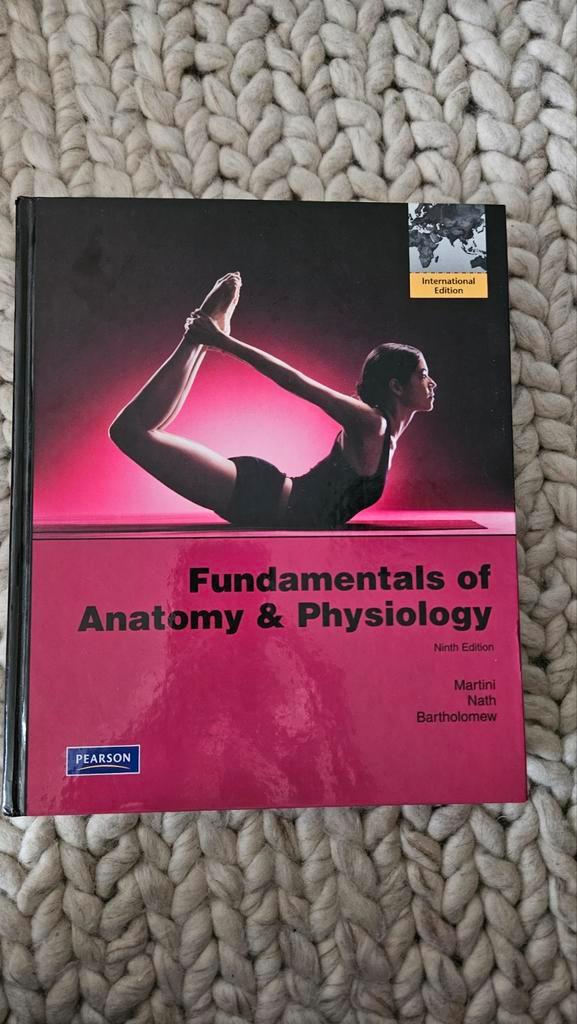 International
Edition
Fundamentals of
Anatomy & Physiology
Ninth Edition
Martini
Nath
Bartholomew
PEARSON